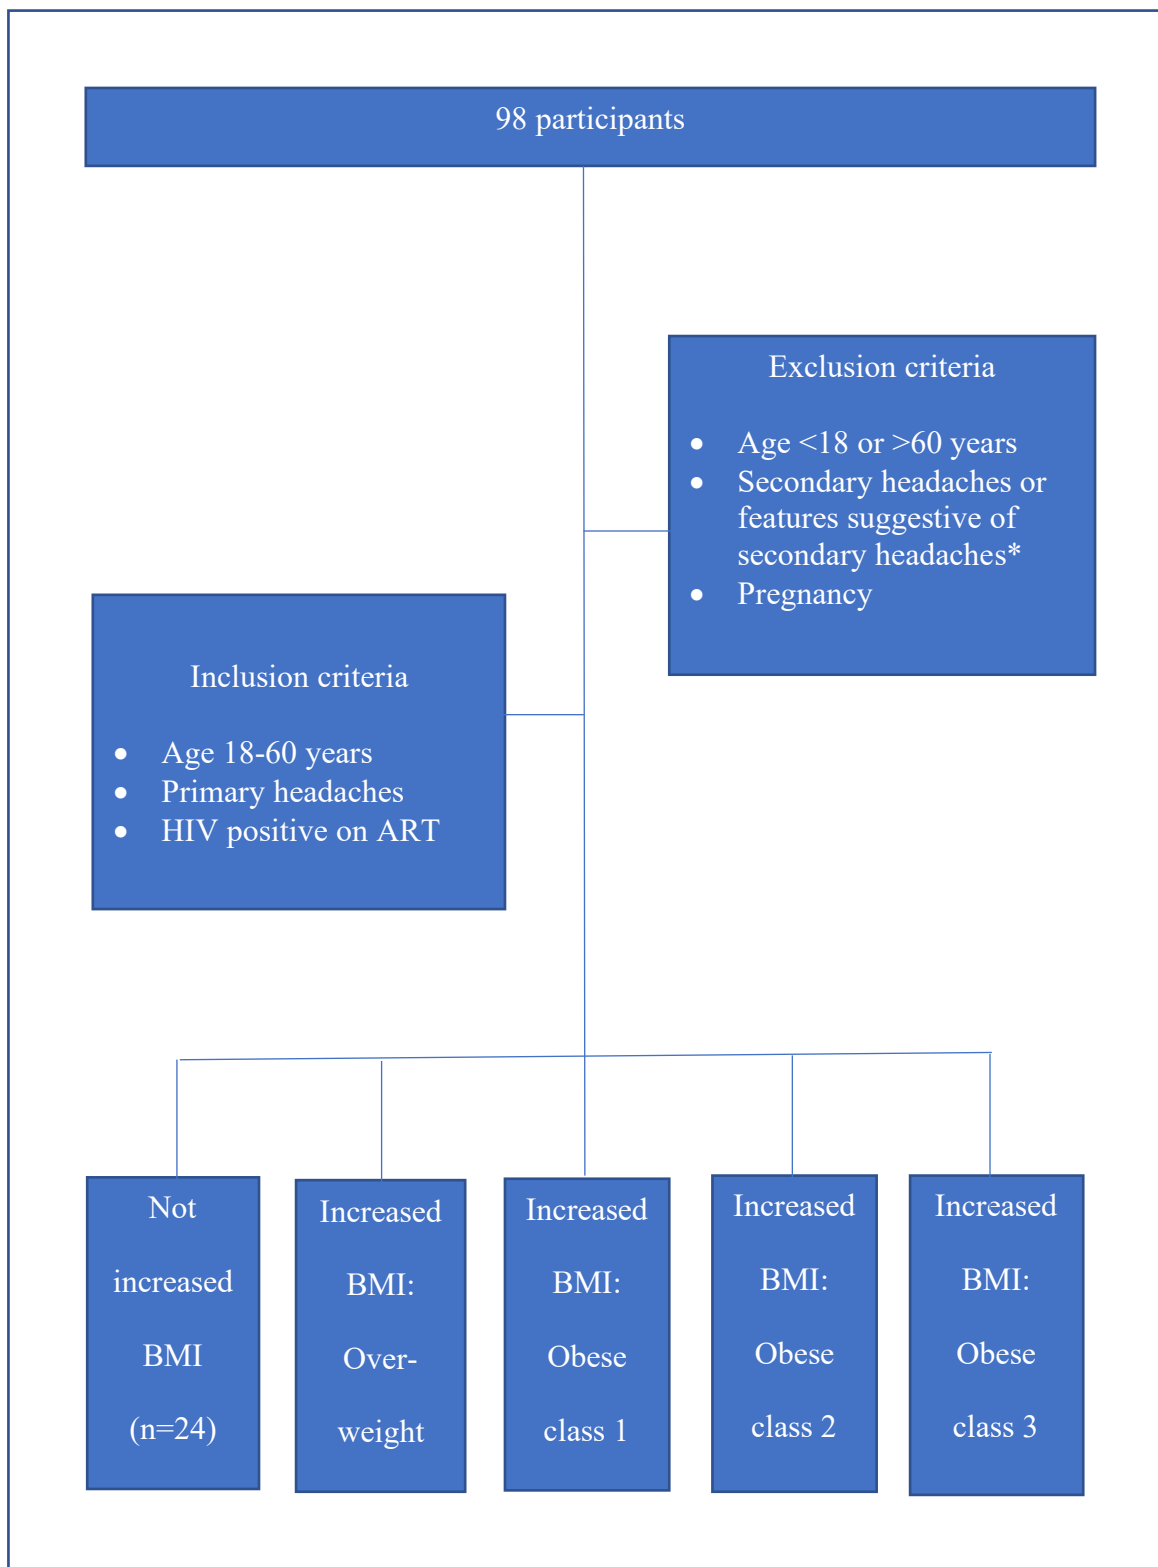 98 participants
Exclusion criteria
• Age <18 or >60 years
• Secondary headaches or
features suggestive of
secondary headaches*
• Pregnancy
Inclusion criteria
• Age 18-60 years
• Primary headaches
• HIV positive on ART
Not
increased
BMI
(n=24)
Increased
BMI:
Over-
weight
Increased
BMI:
Obese
class 1
Increased
BMI:
Obese
class 2
Increased
BMI:
Obese
class 3